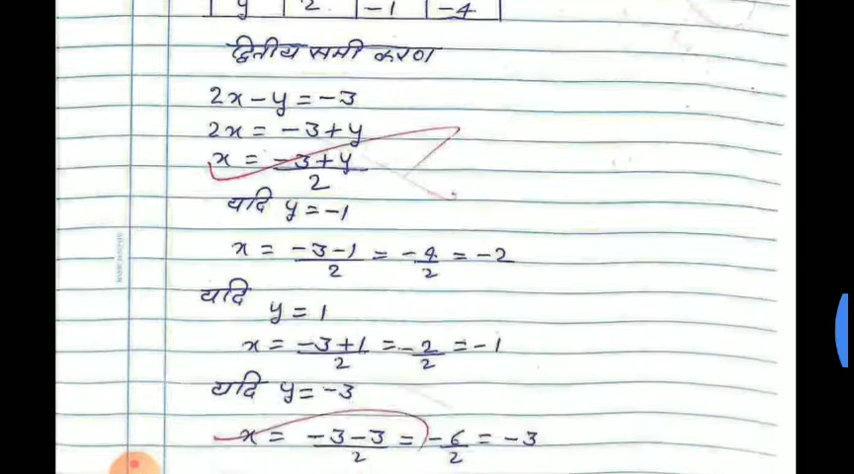 y 2 -1 -4
द्वितीय समीकरण
2x - y = -3
2x = -3 + y
x = -3 + y / 2
यदि y = -1
x = -3 - 1 / 2 = -4 / 2 = -2
यदि
y = 1
x = -3 + 1 / 2 = -2 / 2 = -1
यदि y = -3
x = -3 - 3 / 2 = -6 / 2 = -3